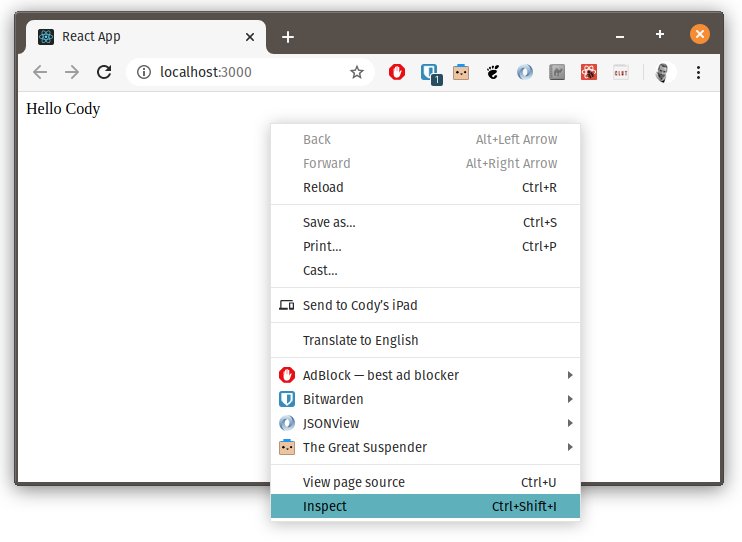 React App
localhost:3000
1
CLUT
Hello Cody
Back Alt+Left Arrow
Forward Alt+Right Arrow
Reload Ctrl+R
Save as... Ctrl+S
Print... Ctrl+P
Cast...
Send to Cody's iPad
Translate to English
AdBlock — best ad blocker
Bitwarden
JSONView
The Great Suspender
View page source Ctrl+U
Inspect Ctrl+Shift+I